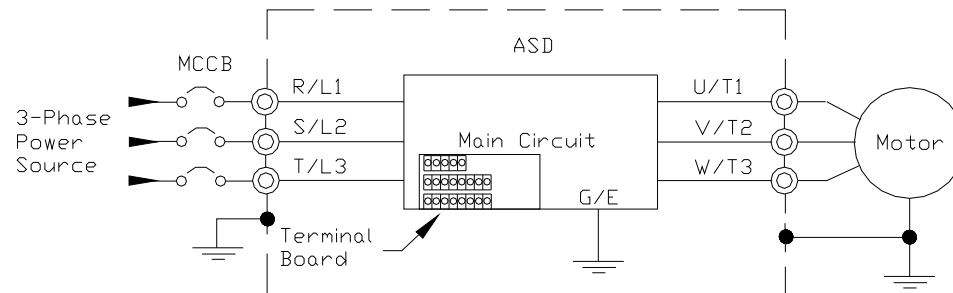 ASD
MCCB
R/L1
U/T1
3-Phase
Power
Source
S/L2
V/T2
Main Circuit
Motor
T/L3
W/T3
G/E
Terminal
Board